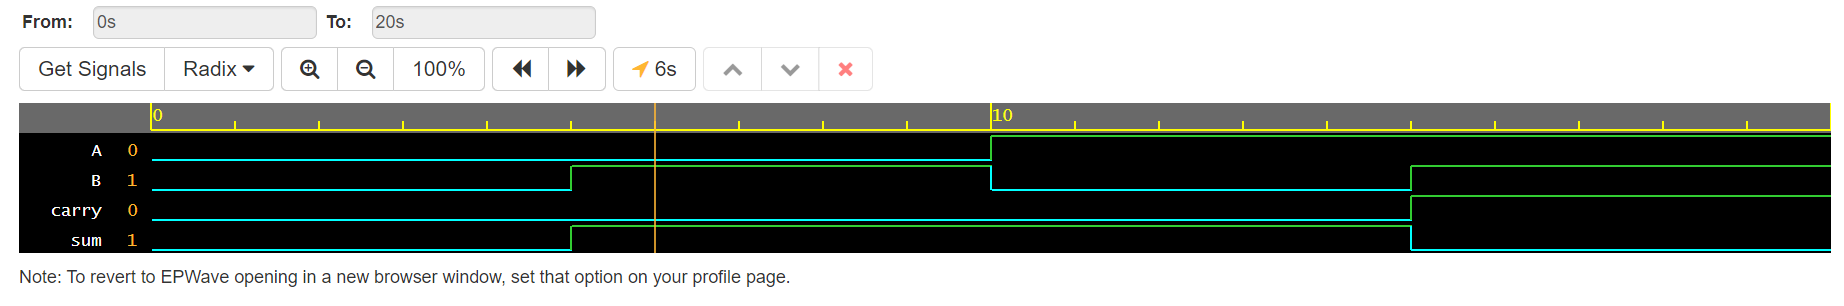 From: 0s To: 20s
Get Signals Radix 100% 6s
0 10
A 0
B 1
carry 0
sum 1
Note: To revert to EPWave opening in a new browser window, set that option on your profile page.